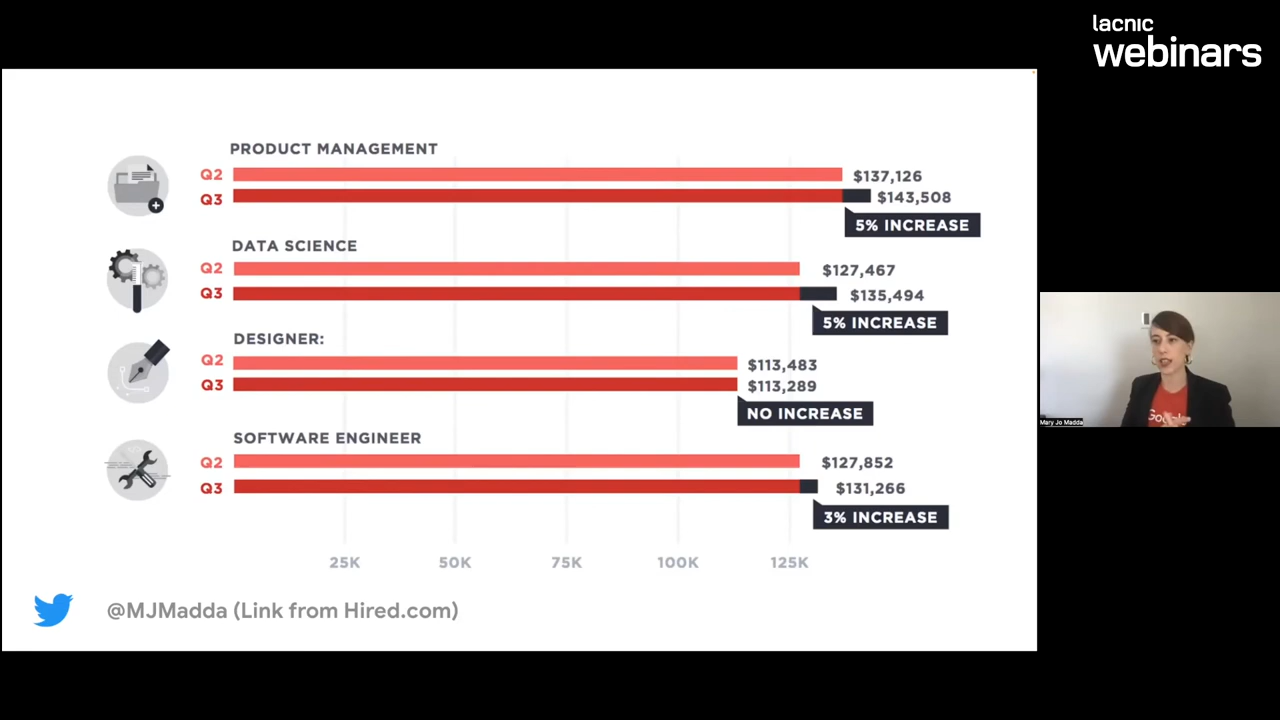 lacnic
webinars
PRODUCT MANAGEMENT
Q2 $137,126
Q3 $143,508
5% INCREASE
DATA SCIENCE
Q2 $127,467
Q3 $135,494
5% INCREASE
DESIGNER:
Q2 $113,483
Q3 $113,289
NO INCREASE
SOFTWARE ENGINEER
Q2 $127,852
Q3 $131,266
3% INCREASE
25K 50K 75K 100K 125K
@MJMadda (Link from Hired.com)
Google
Mary Jo Madda